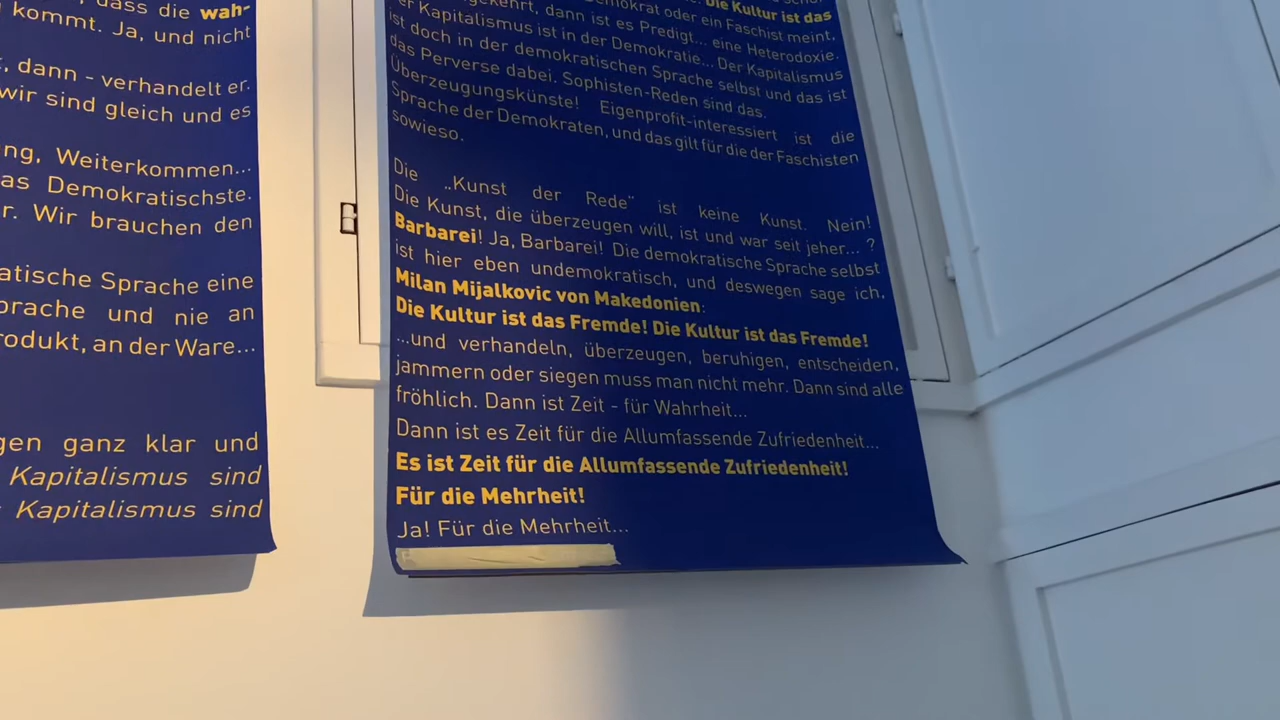 dass die wah-
kommt. Ja, und nicht
, dann - verhandelt er.
wir sind gleich und es
ng, Weiterkommen...
as Demokratischste.
r. Wir brauchen den
atische Sprache eine
prache und nie an
rodukt, an der Ware...
gen ganz klar und
Kapitalismus sind
Kapitalismus sind
Die Kultur ist das
gekehrt, dann ist es Predigt... eine Heterodoxie.
er Kapitalismus ist in der Demokratie... Der Kapitalismus
ist doch in der demokratischen Sprache selbst und das ist
das Perverse dabei. Sophisten-Reden sind das.
Überzeugungskünste! Eigenprofit-interessiert ist die
Sprache der Demokraten, und das gilt für die der Faschisten
sowieso.
Die „Kunst der Rede“ ist keine Kunst. Nein!
Die Kunst, die überzeugen will, ist und war seit jeher... ?
Barbarei! Ja, Barbarei! Die demokratische Sprache selbst
ist hier eben undemokratisch, und deswegen sage ich,
Milan Mijalkovic von Makedonien:
Die Kultur ist das Fremde! Die Kultur ist das Fremde!
...und verhandeln, überzeugen, beruhigen, entscheiden,
jammern oder siegen muss man nicht mehr. Dann sind alle
fröhlich. Dann ist Zeit - für Wahrheit...
Dann ist es Zeit für die Allumfassende Zufriedenheit...
Es ist Zeit für die Allumfassende Zufriedenheit!
Für die Mehrheit!
Ja! Für die Mehrheit...